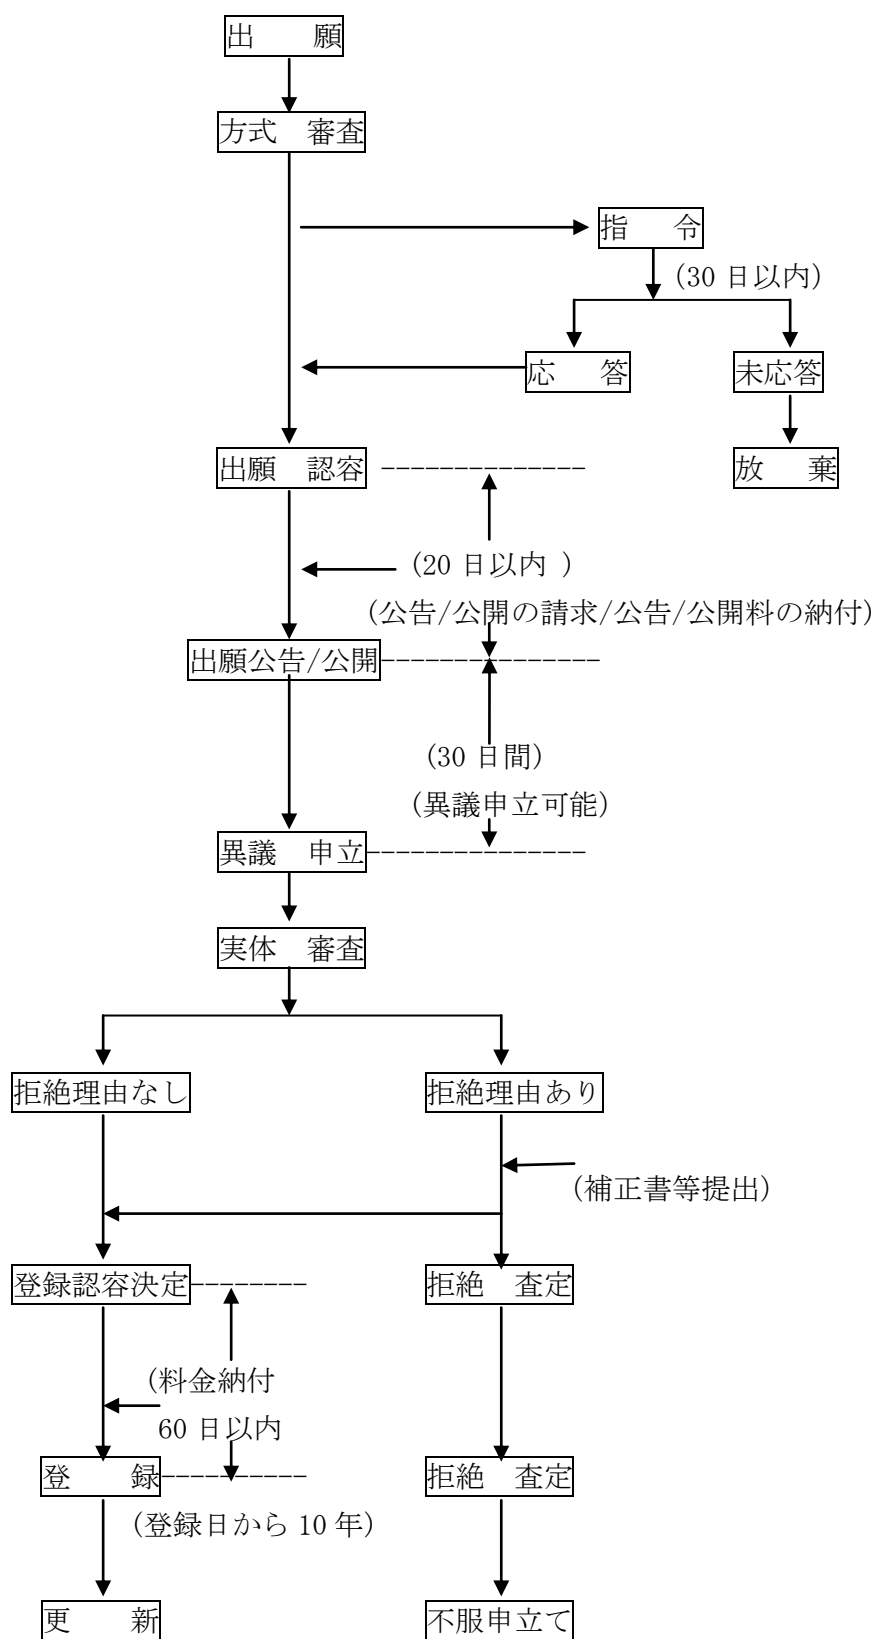 出　　願
方式　審査
指　　令
(30 日以内)
応　　答
未応答
出願　認容
放　　棄
(20 日以内 )
(公告/公開の請求/公告/公開料の納付)
出願公告/公開
(30 日間)
(異議申立可能)
異議　申立
実体　審査
拒絶理由なし
拒絶理由あり
(補正書等提出)
登録認容決定
拒絶　査定
(料金納付
60 日以内
登　　録
拒絶　査定
(登録日から 10 年)
更　　新
不服申立て